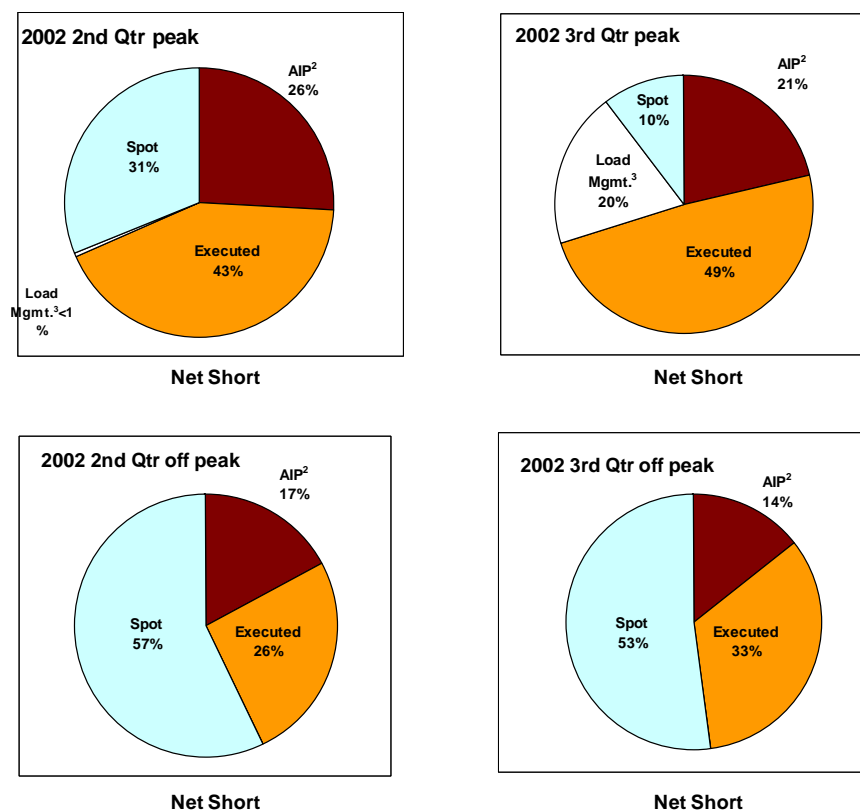 2002 2nd Qtr peak
AIP²
26%
Spot
31%
Executed
43%
Load
Mgmt.³<1
%
Net Short
2002 3rd Qtr peak
AIP²
21%
Spot
10%
Load
Mgmt.³
20%
Executed
49%
Net Short
2002 2nd Qtr off peak
AIP²
17%
Spot
57%
Executed
26%
Net Short
2002 3rd Qtr off peak
AIP²
14%
Spot
53%
Executed
33%
Net Short